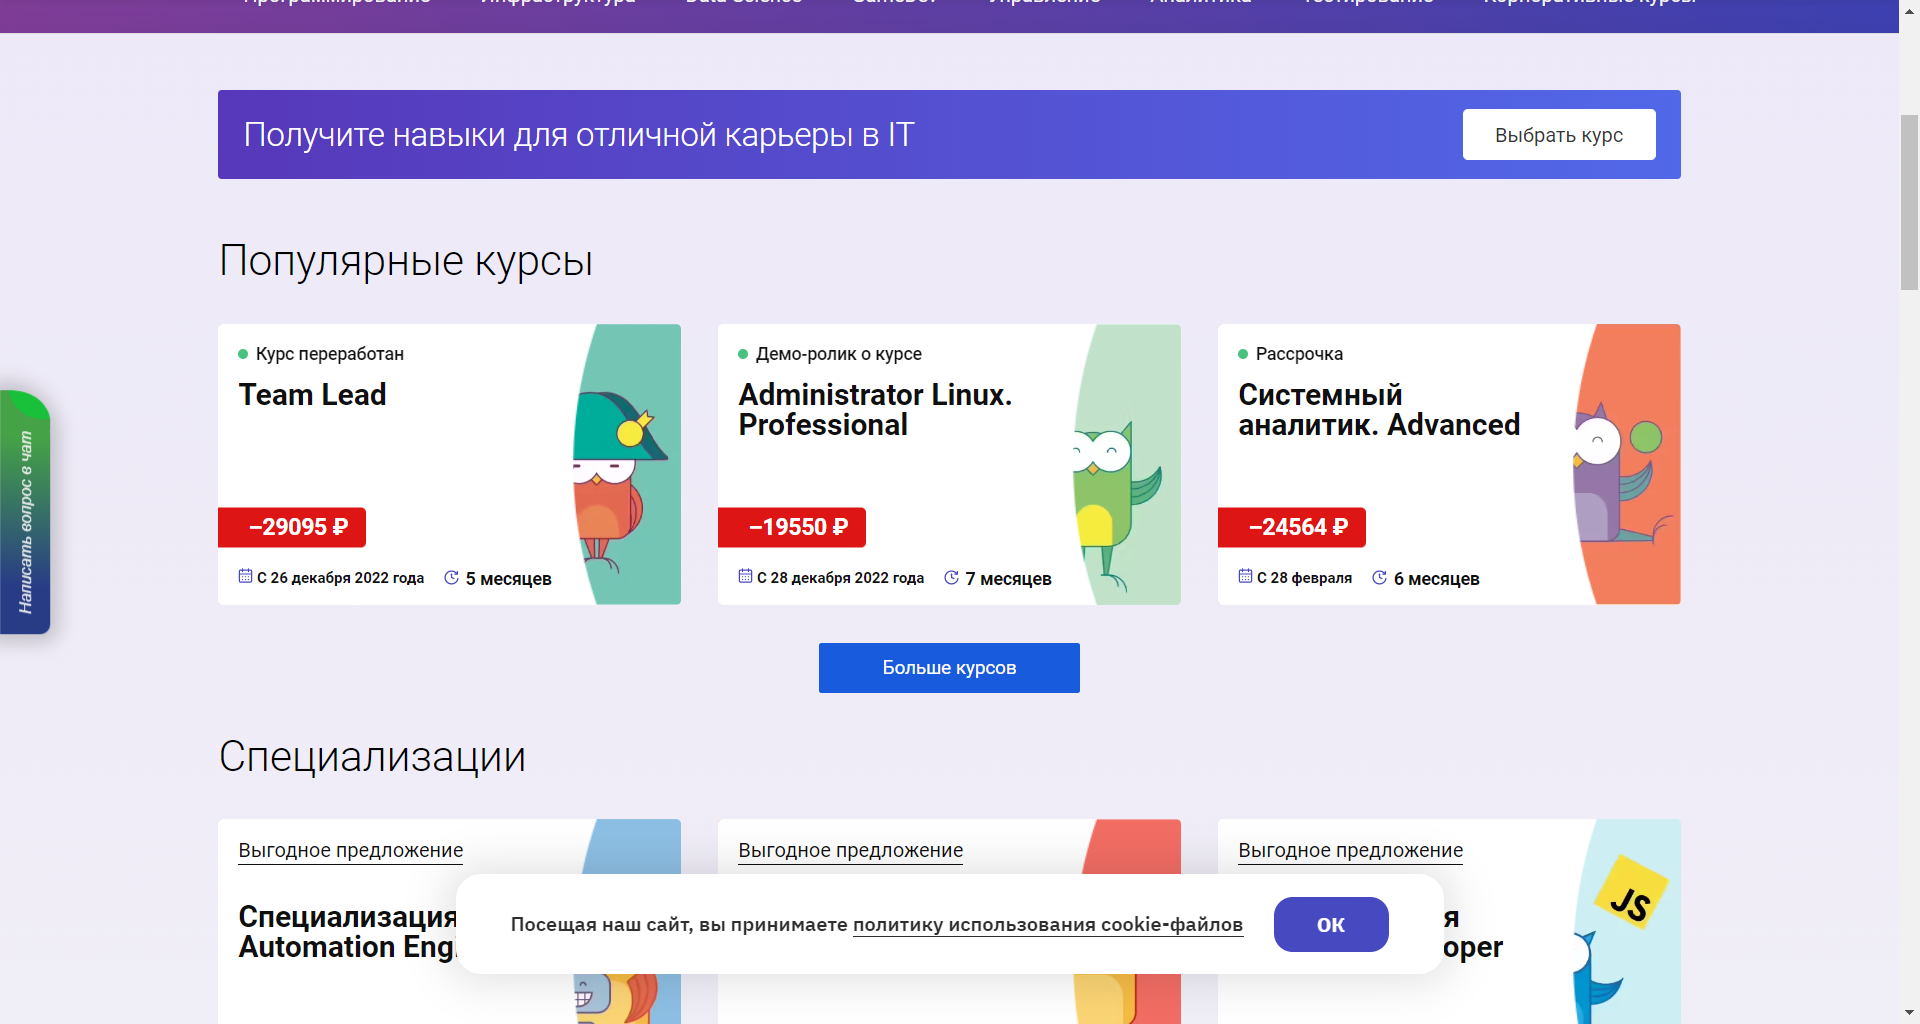 Программирование Инфраструктура Data Science GameDev Управление Аналитика Тестирование Корпоративные курсы
Получите навыки для отличной карьеры в IT
Выбрать курс
Популярные курсы
Курс переработан
Team Lead
–29095 ₽
С 26 декабря 2022 года 5 месяцев
Демо-ролик о курсе
Administrator Linux.
Professional
–19550 ₽
С 28 декабря 2022 года 7 месяцев
Рассрочка
Системный
аналитик. Advanced
–24564 ₽
С 28 февраля 6 месяцев
Написать вопрос в чат
Больше курсов
Специализации
Выгодное предложение
Специализация
Automation Eng
Выгодное предложение
Выгодное предложение
я
oper
JS
Посещая наш сайт, вы принимаете политику использования cookie-файлов
ОК